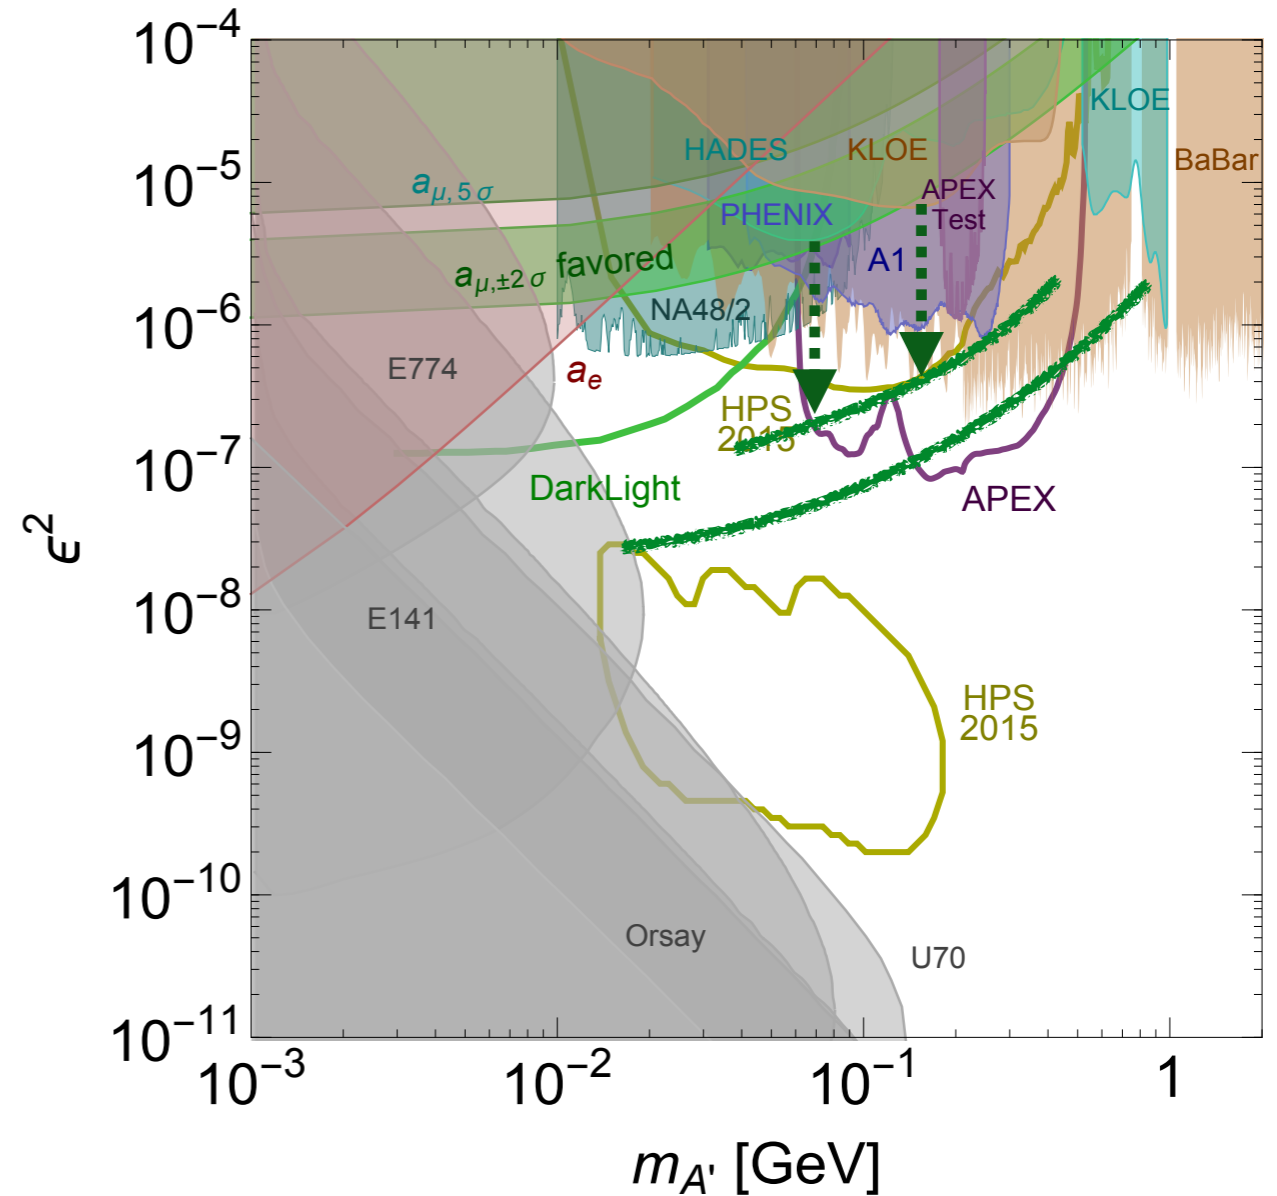 10⁻⁴
10⁻⁵
10⁻⁶
10⁻⁷
10⁻⁸
10⁻⁹
10⁻¹⁰
10⁻¹¹
ϵ²
10⁻³
10⁻²
10⁻¹
1
m_A' [GeV]
KLOE
BaBar
HADES
KLOE
a_μ, 5 σ
APEX
Test
PHENIX
A1
a_μ,±2 σ favored
NA48/2
E774
a_e
HPS
2015
DarkLight
APEX
E141
HPS
2015
Orsay
U70